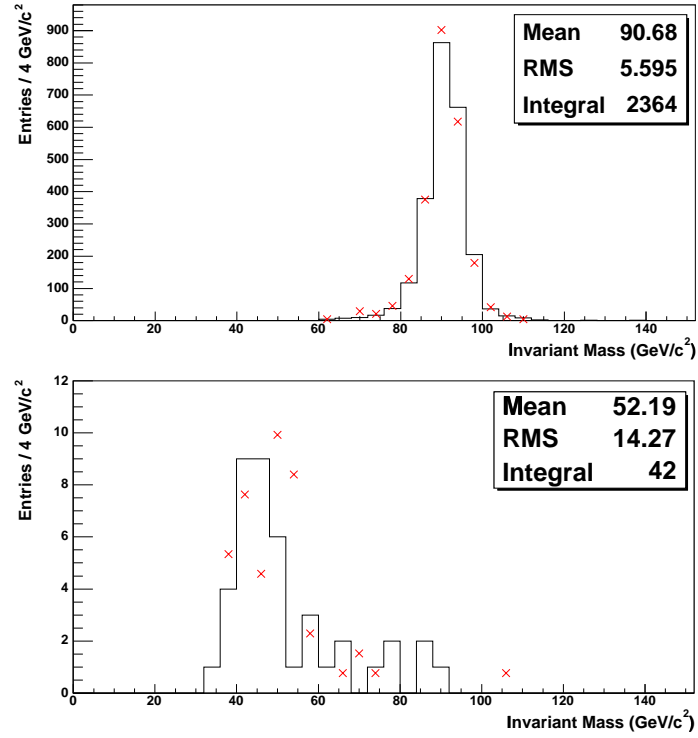 Entries / 4 GeV/c²
900
800
700
600
500
400
300
200
100
0
Mean 90.68
RMS 5.595
Integral 2364
0 20 40 60 80 100 120 140
Invariant Mass (GeV/c²)
Entries / 4 GeV/c²
12
10
8
6
4
2
0
Mean 52.19
RMS 14.27
Integral 42
0 20 40 60 80 100 120 140
Invariant Mass (GeV/c²)